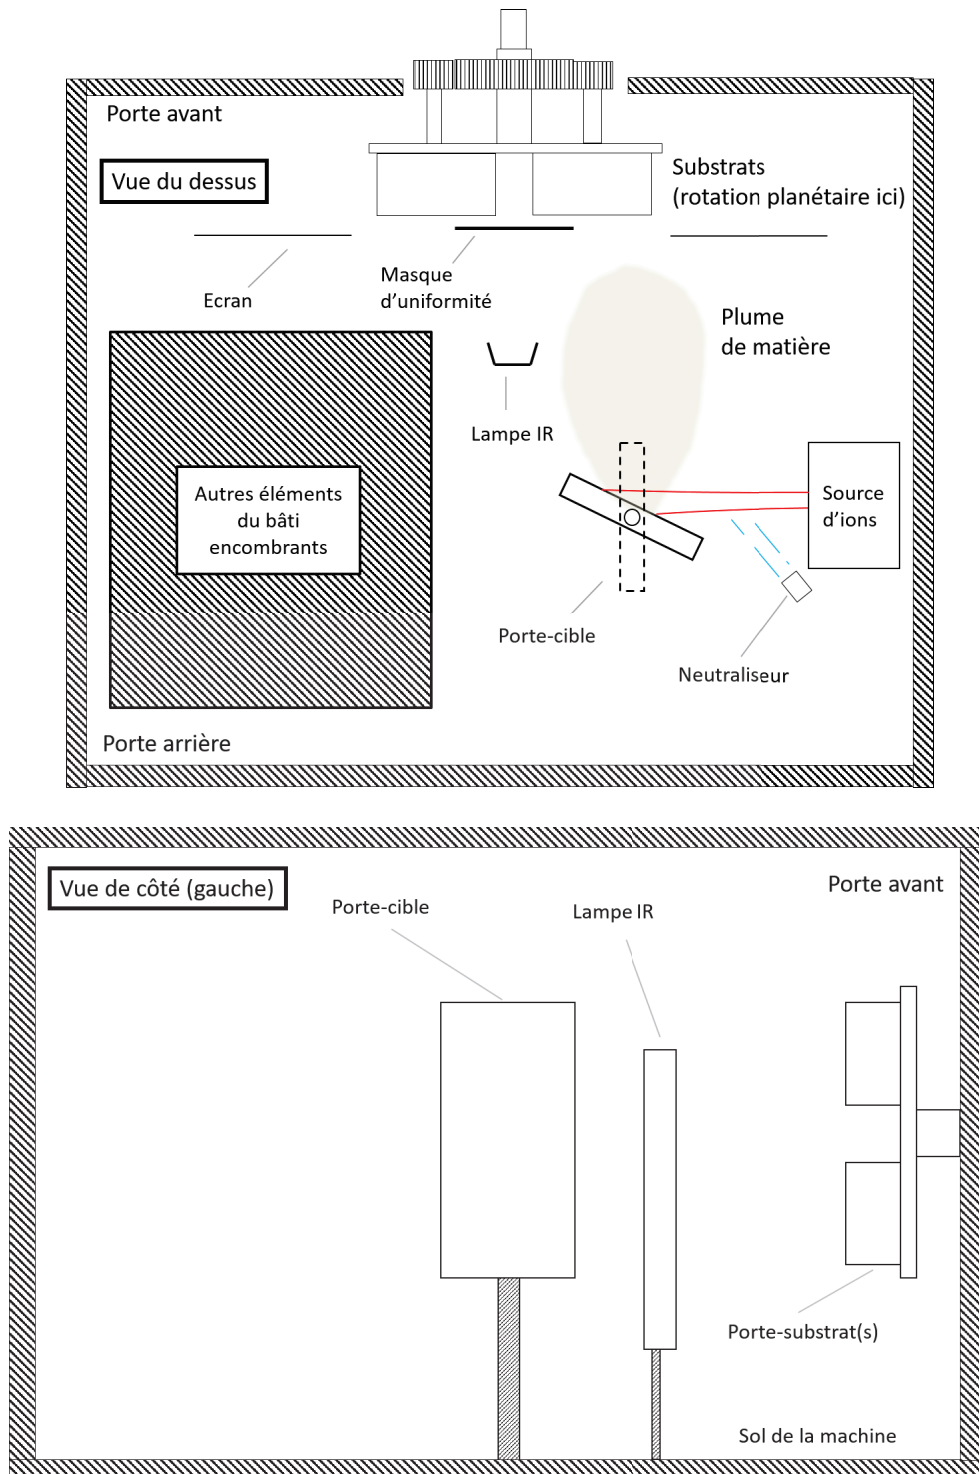 Porte avant
Vue du dessus
Substrats
(rotation planétaire ici)
Masque
d'uniformité
Ecran
Plume
de matière
Lampe IR
Autres éléments
du bâti
encombrants
Source
d'ions
Porte-cible
Neutraliseur
Porte arrière
Vue de côté (gauche)
Porte avant
Porte-cible
Lampe IR
Porte-substrat(s)
Sol de la machine